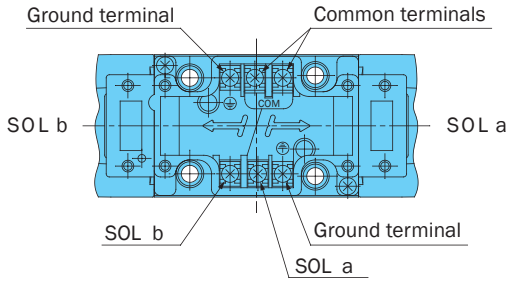 Ground terminal
Common terminals
COM
SOL b
SOL a
SOL b
Ground terminal
SOL a